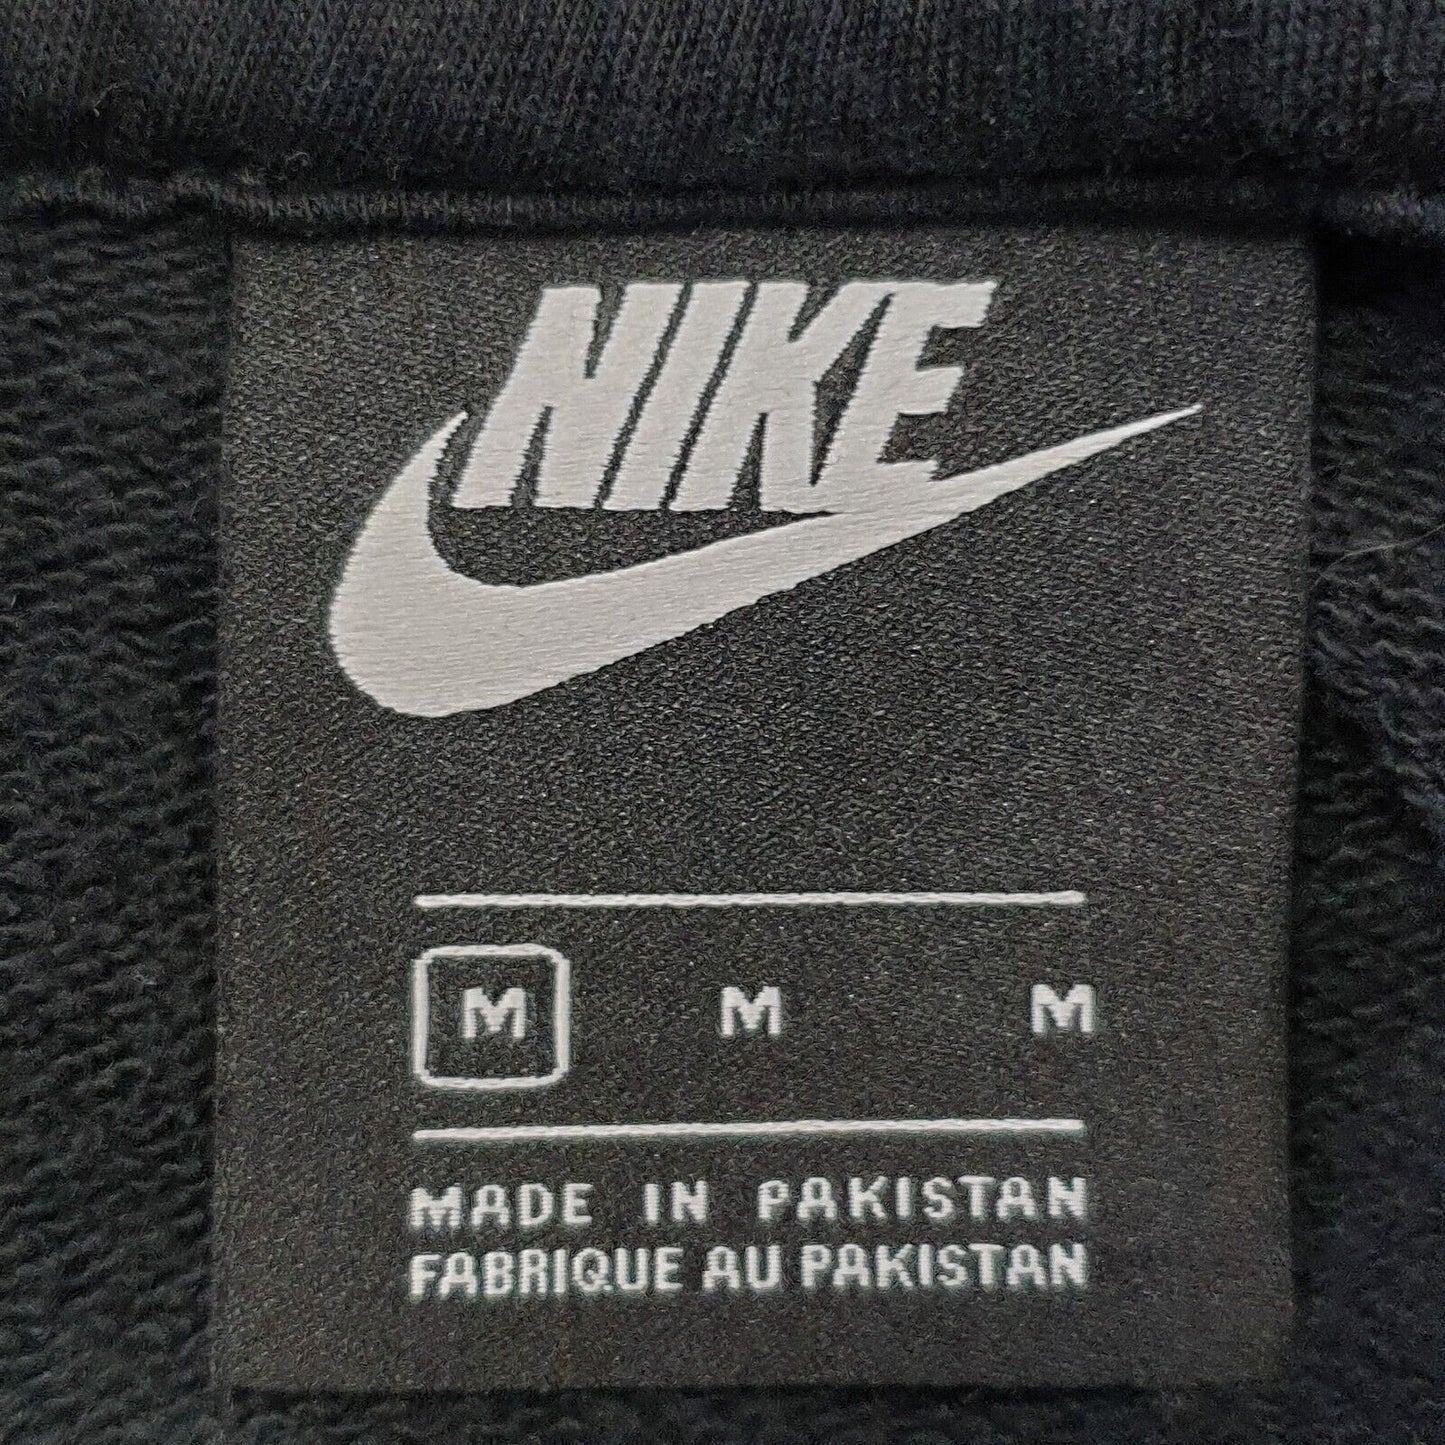 NIKE
M M M
MADE IN PAKISTAN
FABRIQUE AU PAKISTAN